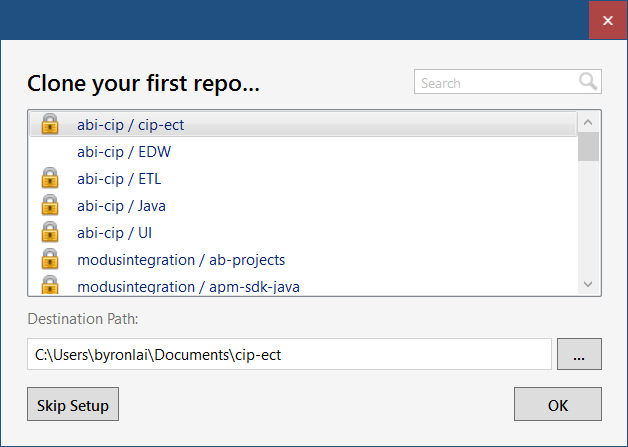 Clone your first repo...
Search
abi-cip / cip-ect
abi-cip / EDW
abi-cip / ETL
abi-cip / Java
abi-cip / UI
modusintegration / ab-projects
modusintegration / apm-sdk-java
Destination Path:
C:\Users\byronlai\Documents\cip-ect
...
Skip Setup
OK